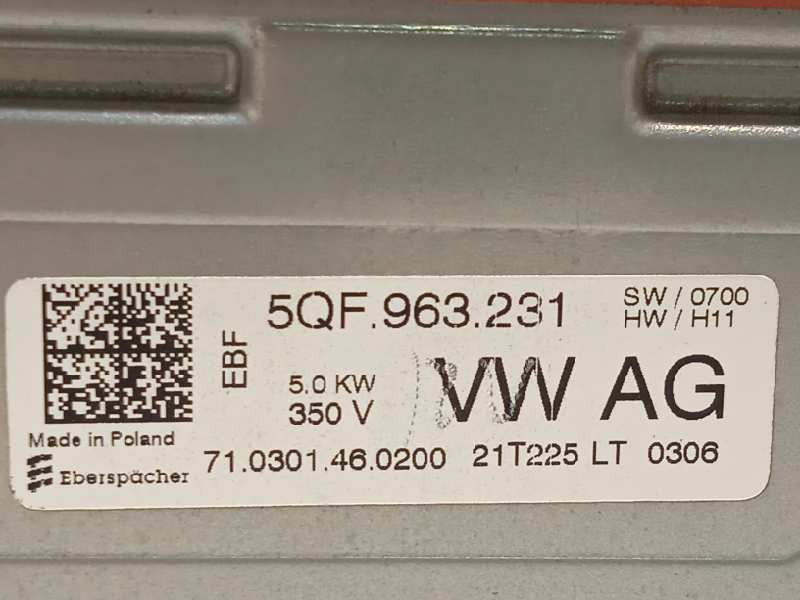 5QF.963.231
SW / 0700
HW / H11
EBF
5.0 KW
350 V
VW AG
Made in Poland
Eberspächer
71.0301.46.0200 21T225 LT 0306